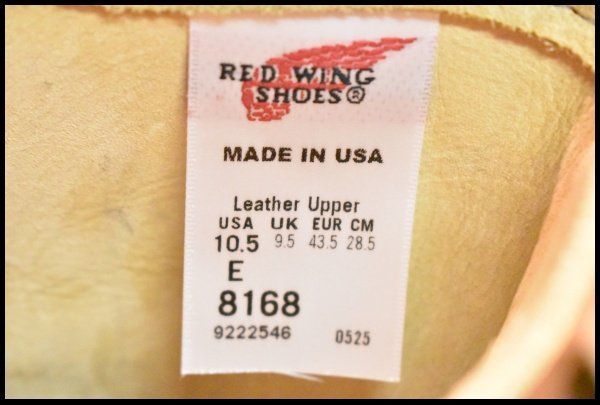 RED WING
SHOES®
MADE IN USA
Leather Upper
USA UK EUR CM
10.5 9.5 43.5 28.5
E
8168
9222546 0525